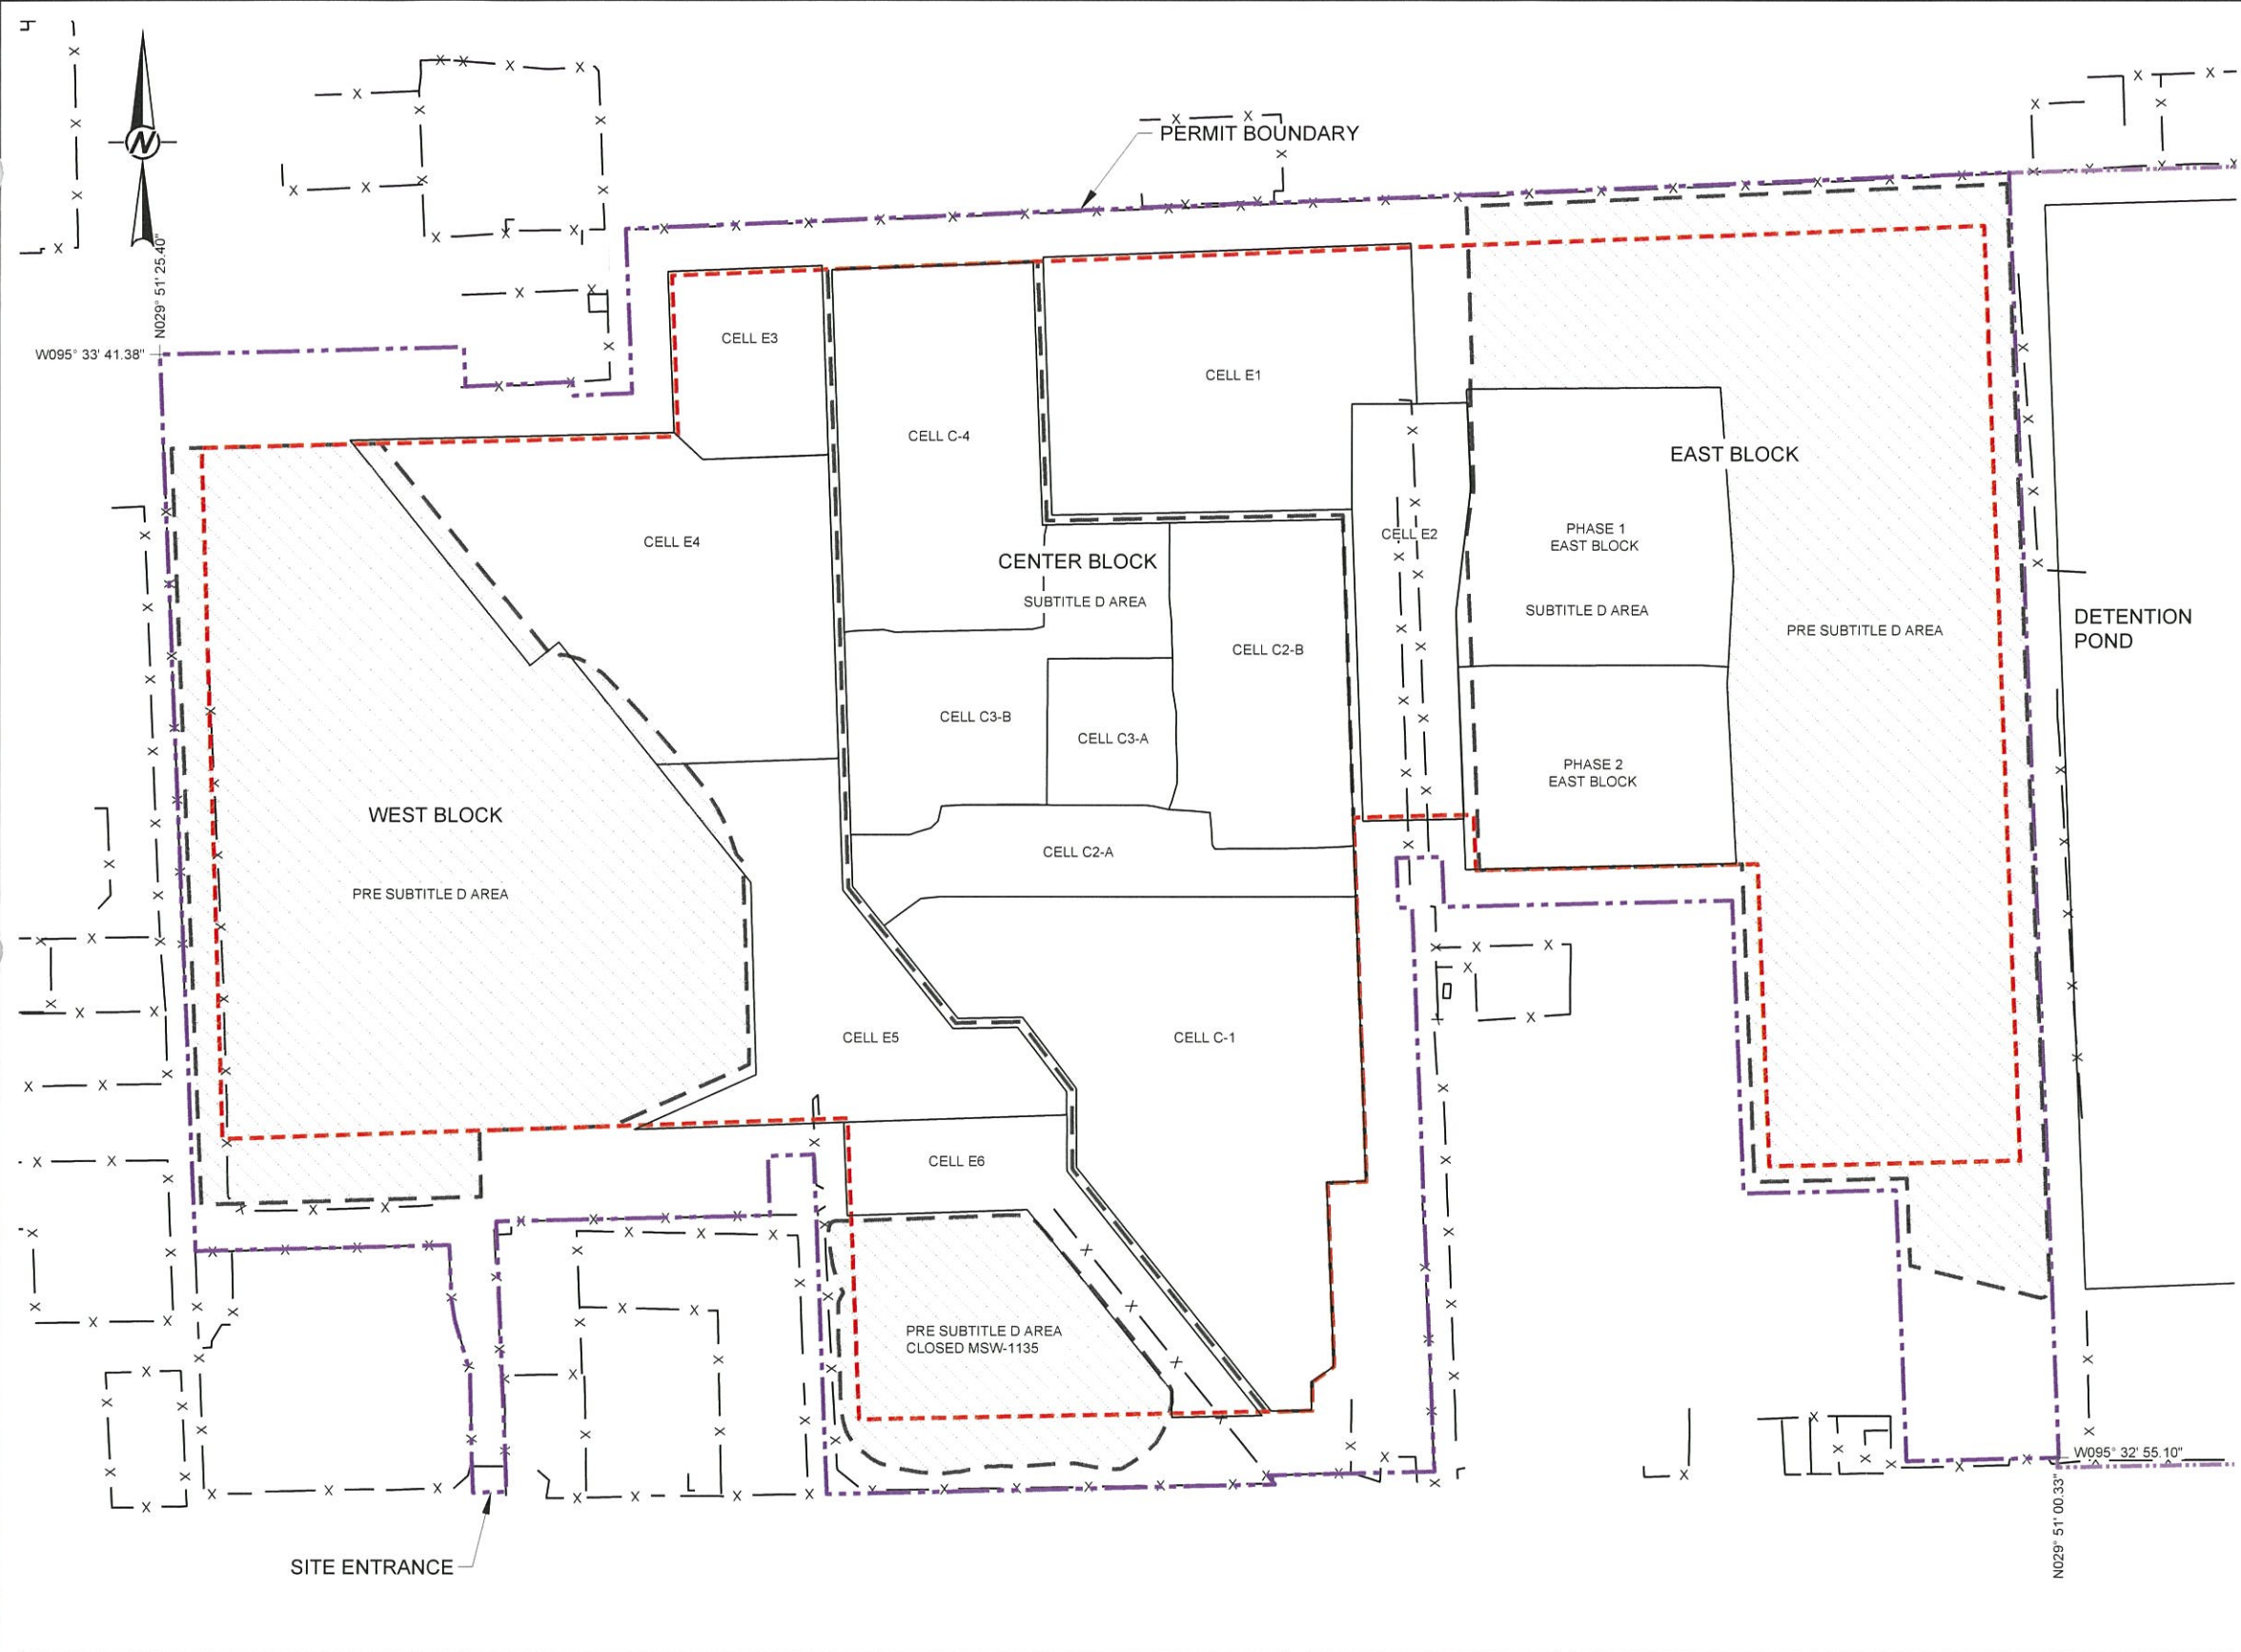 N
PERMIT BOUNDARY
N029° 51' 25.40"
W095° 33' 41.38"
CELL E3
CELL E1
CELL C-4
EAST BLOCK
CELL E4
CELL E2
PHASE 1
EAST BLOCK
CENTER BLOCK
SUBTITLE D AREA
SUBTITLE D AREA
PRE SUBTITLE D AREA
DETENTION
POND
CELL C2-B
CELL C3-B
CELL C3-A
PHASE 2
EAST BLOCK
WEST BLOCK
CELL C2-A
PRE SUBTITLE D AREA
CELL E5
CELL C-1
CELL E6
PRE SUBTITLE D AREA
CLOSED MSW-1135
W095° 32' 55.10"
N029° 51' 00.33"
SITE ENTRANCE